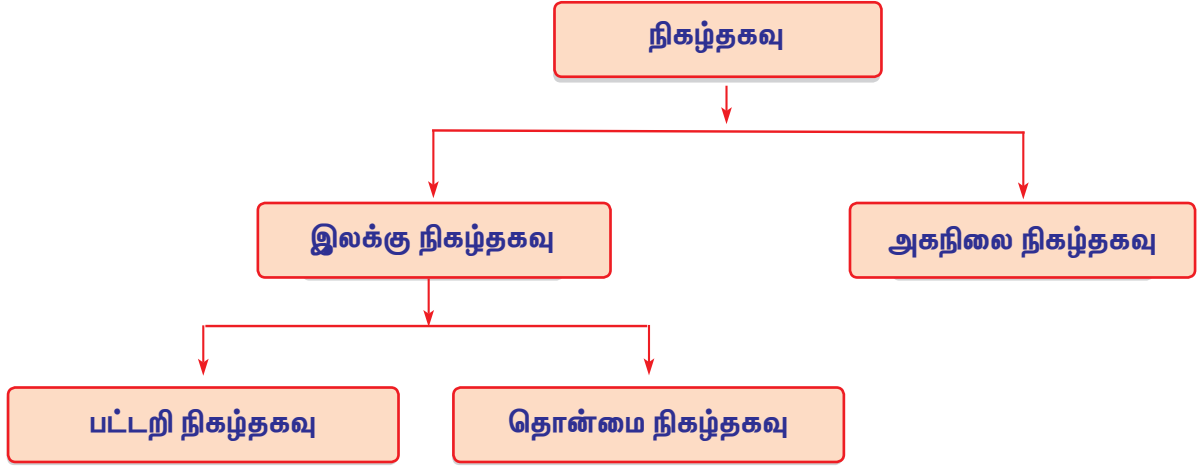 நிகழ்தகவு
இலக்கு நிகழ்தகவு
அகநிலை நிகழ்தகவு
பட்டறி நிகழ்தகவு
தொன்மை நிகழ்தகவு